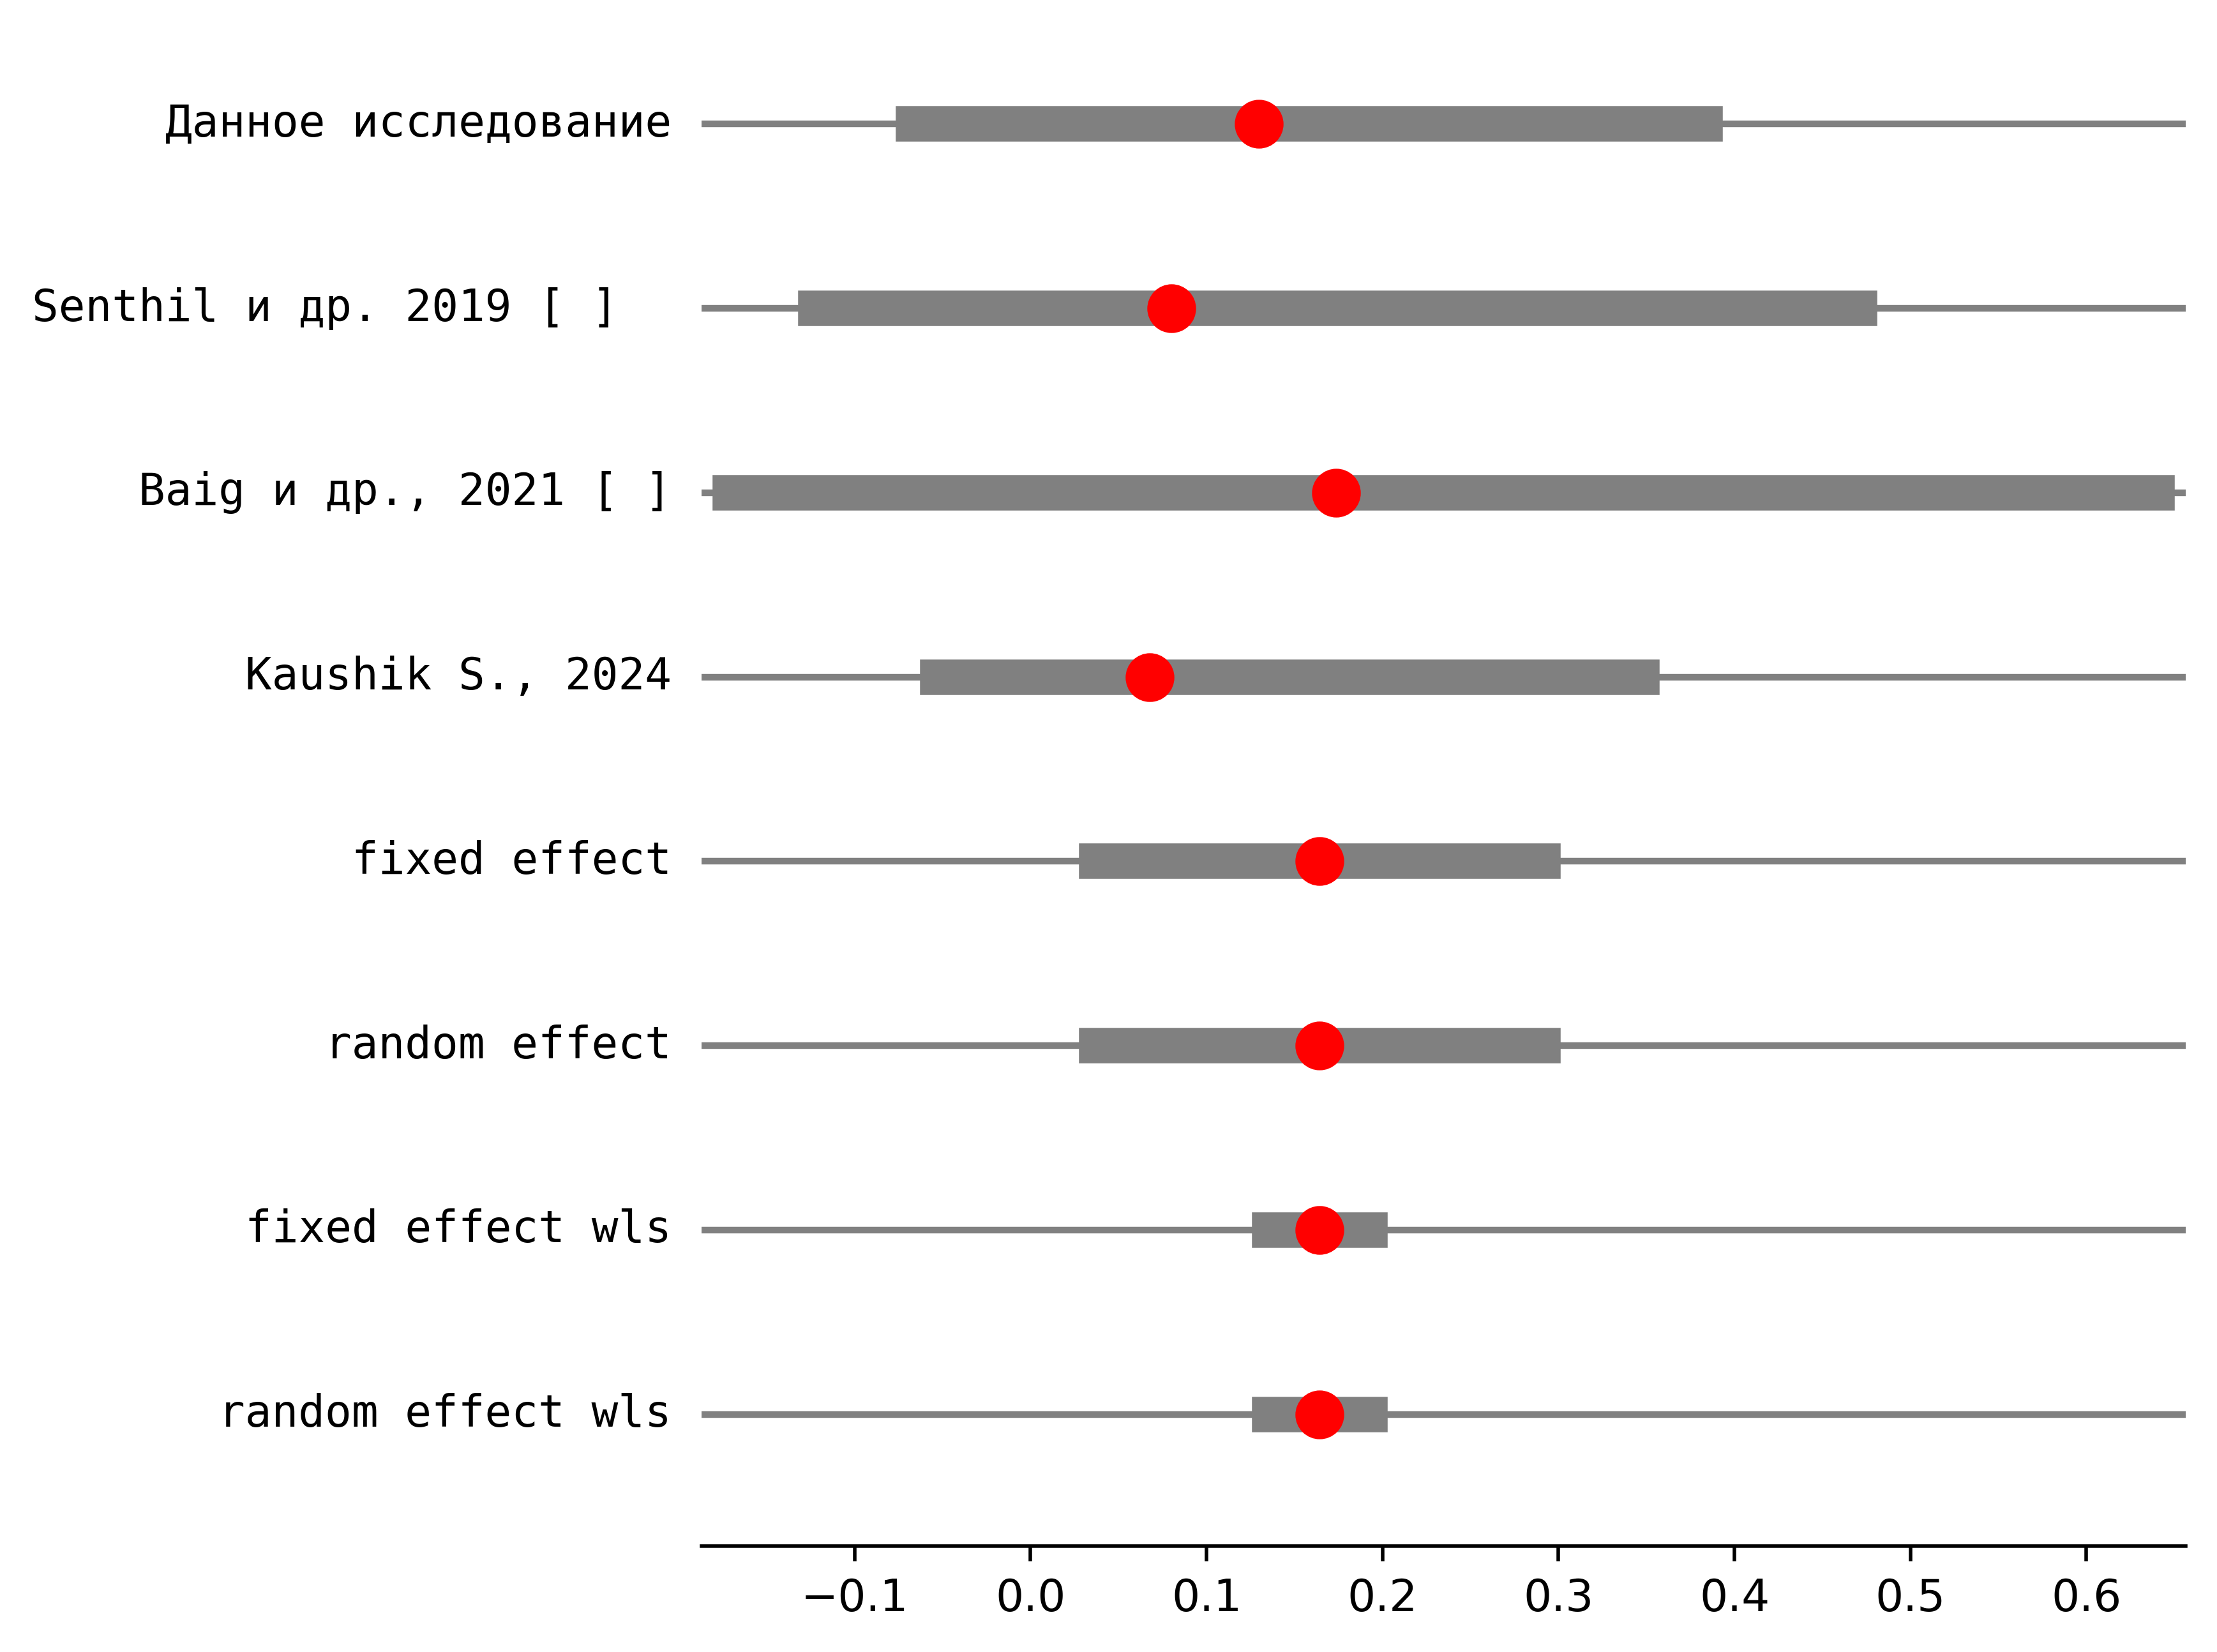 Данное исследование
Senthil и др. 2019 [ ]
Baig и др., 2021 [ ]
Kaushik S., 2024
fixed effect
random effect
fixed effect wls
random effect wls
−0.1 0.0 0.1 0.2 0.3 0.4 0.5 0.6